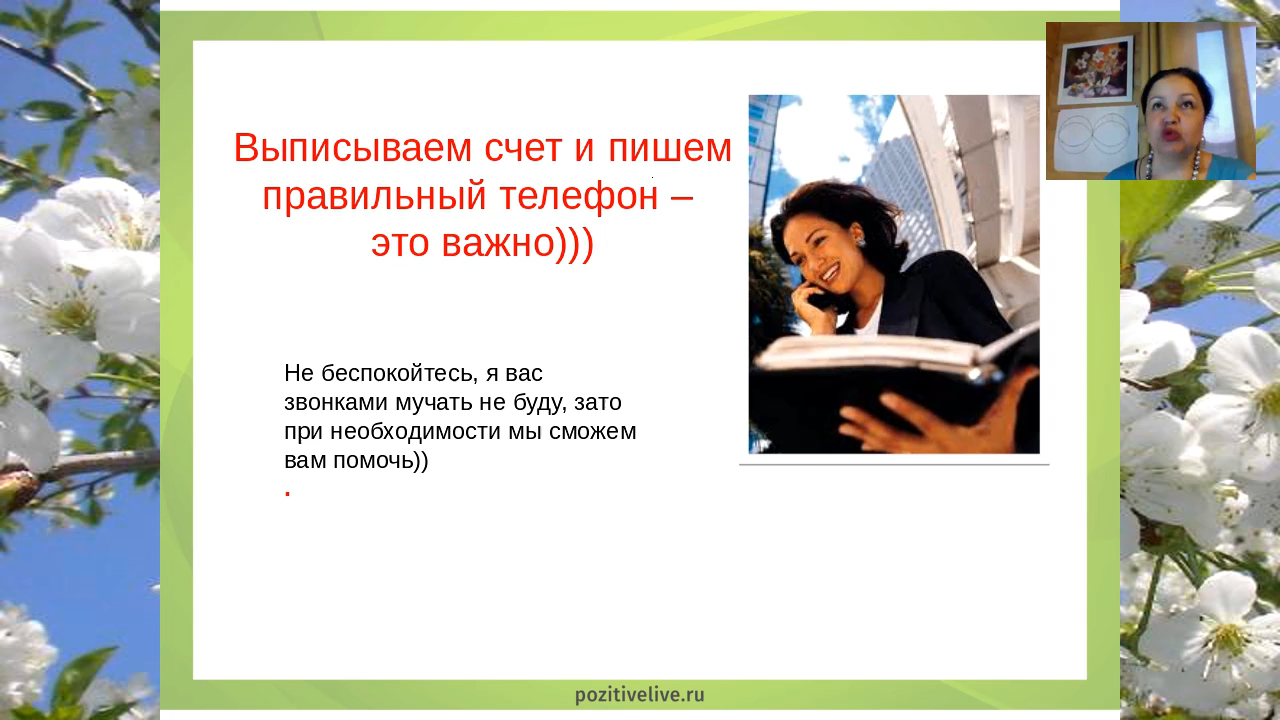 Выписываем счет и пишем
правильный телефон –
это важно)))
Не беспокойтесь, я вас
звонками мучать не буду, зато
при необходимости мы сможем
вам помочь))
.
pozitivelive.ru